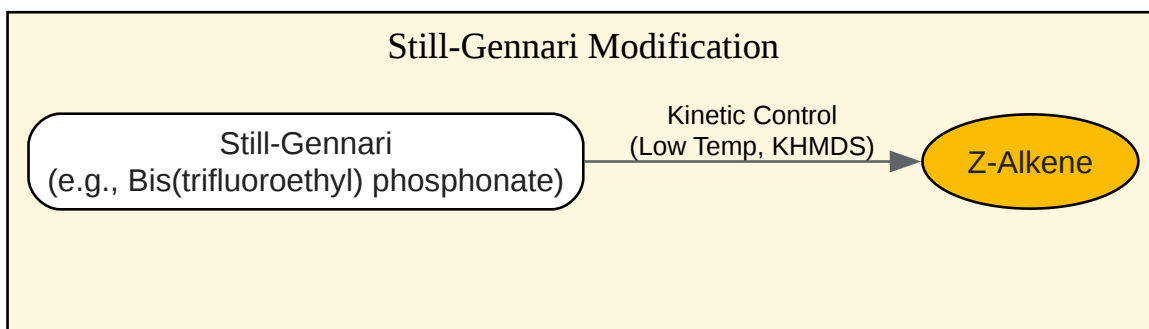 Still-Gennari Modification
Still-Gennari
(e.g., Bis(trifluoroethyl) phosphonate)
Kinetic Control
(Low Temp, KHMDS)
Z-Alkene